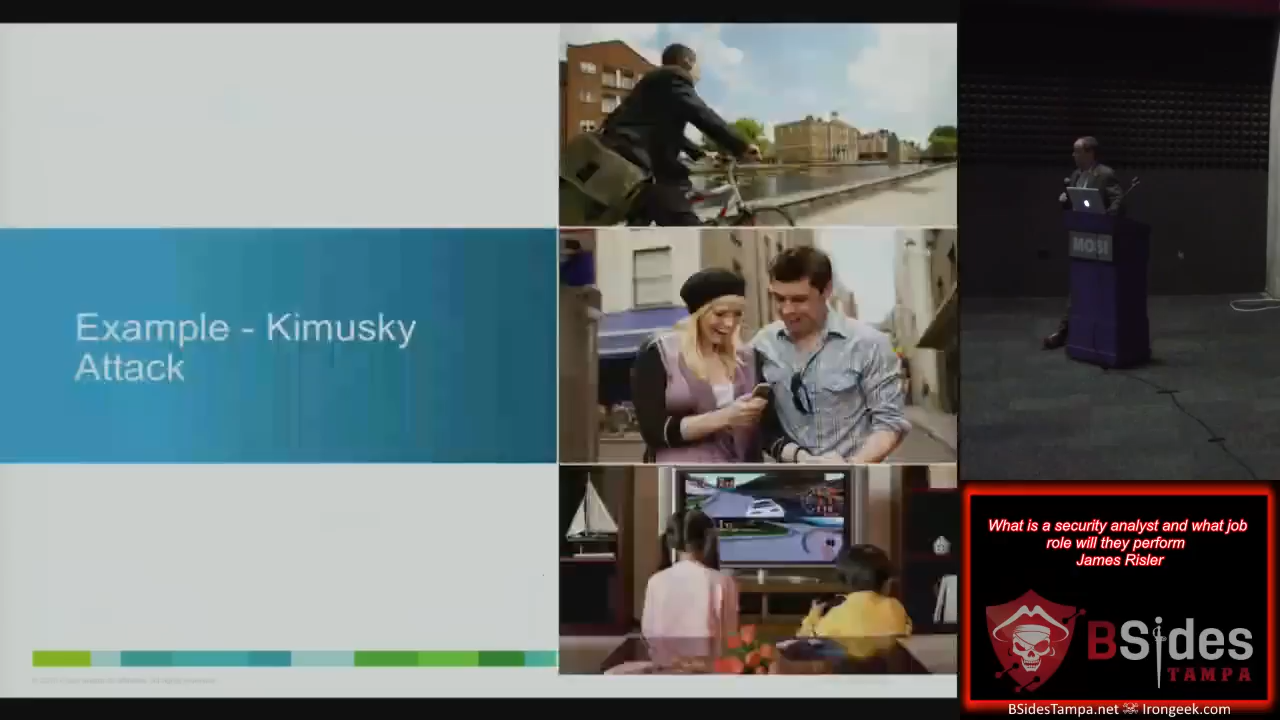 Example - Kimusky
Attack
MOSI
What is a security analyst and what job
role will they perform
James Risler
BSides
TAMPA
BSidesTampa.net Irongeek.com